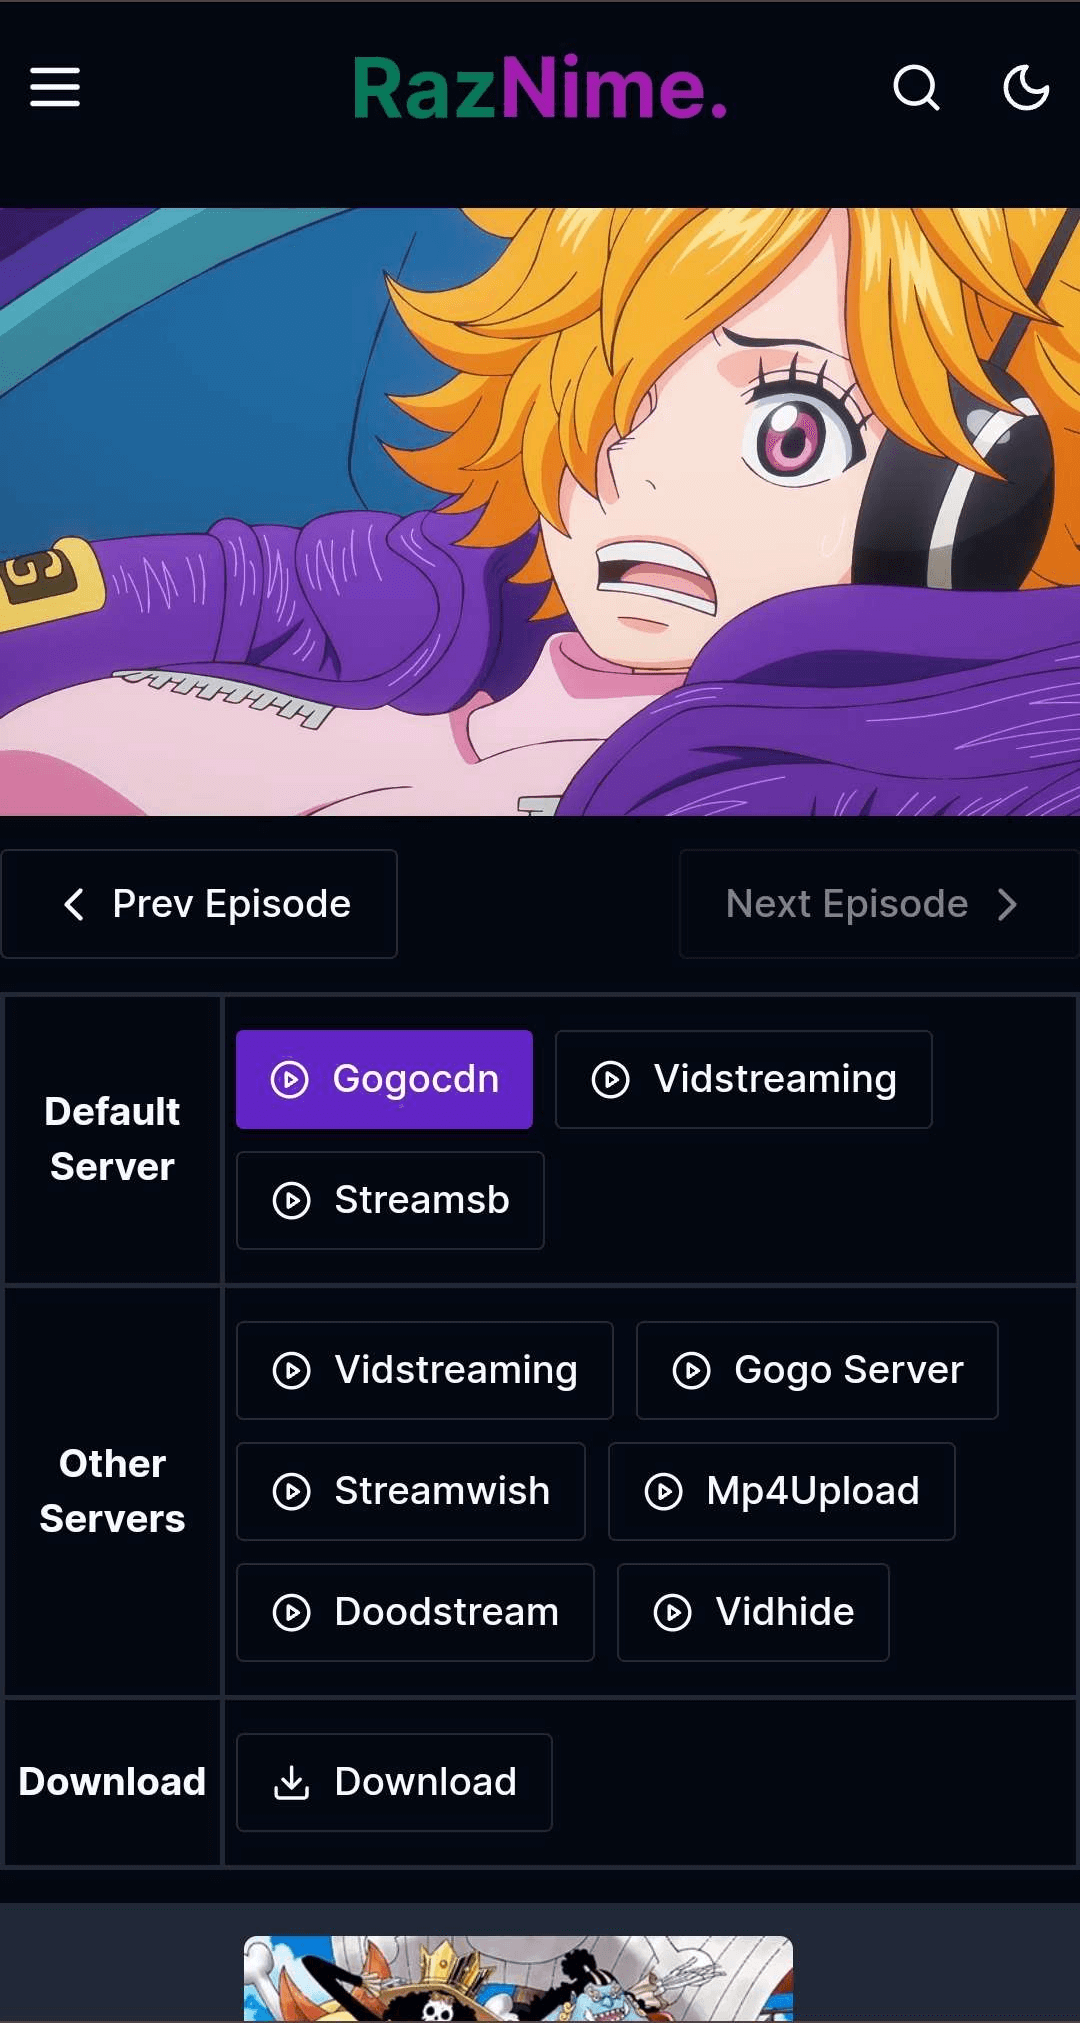 RazNime.
G
Prev Episode
Next Episode
Default
Server
Gogocdn
Vidstreaming
Streamsb
Other
Servers
Vidstreaming
Gogo Server
Streamwish
Mp4Upload
Doodstream
Vidhide
Download
Download